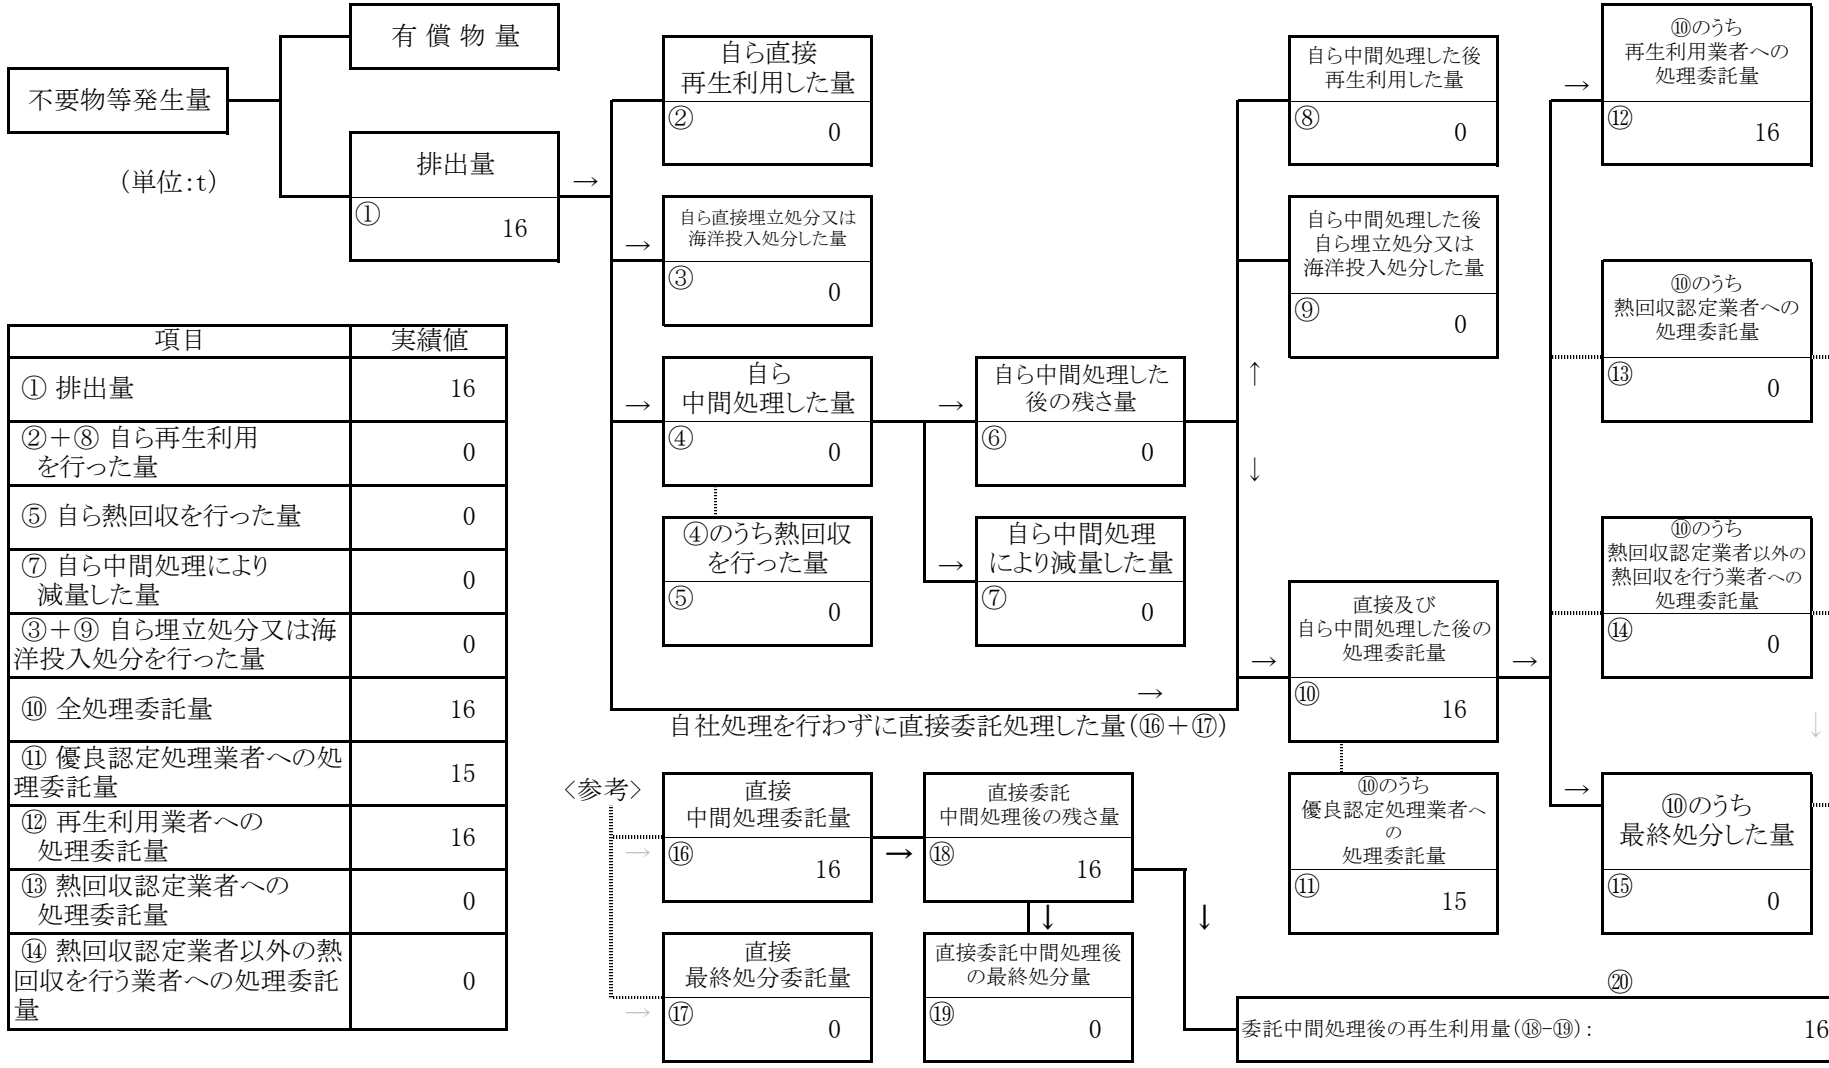 有 償 物 量
不要物等発生量
(単位:t)
排出量
①
16
→
自ら直接
再生利用した量
②
0
→
自ら直接埋立処分又は
海洋投入処分した量
③
0
→
自ら
中間処理した量
④
0
④のうち熱回収
を行った量
⑤
0
→
自ら中間処理した
後の残さ量
⑥
0
→
自ら中間処理
により減量した量
⑦
0
自ら中間処理した後
再生利用した量
⑧
0
自ら中間処理した後
自ら埋立処分又は
海洋投入処分した量
⑨
0
↑
↓
→
自社処理を行わずに直接委託処理した量(⑯+⑰)
→
直接及び
自ら中間処理した後の
処理委託量
⑩
16
→
⑩のうち
優良認定処理業者へ
の
処理委託量
⑪
15
→
⑩のうち
再生利用業者への
処理委託量
⑫
16
⑩のうち
熱回収認定業者への
処理委託量
⑬
0
⑩のうち
熱回収認定業者以外の
熱回収を行う業者への
処理委託量
⑭
0
↓
→
⑩のうち
最終処分した量
⑮
0
項目 実績値
① 排出量 16
②+⑧ 自ら再生利用
を行った量 0
⑤ 自ら熱回収を行った量 0
⑦ 自ら中間処理により
減量した量 0
③+⑨ 自ら埋立処分又は海
洋投入処分を行った量 0
⑩ 全処理委託量 16
⑪ 優良認定処理業者への処
理委託量 15
⑫ 再生利用業者への
処理委託量 16
⑬ 熱回収認定業者への
処理委託量 0
⑭ 熱回収認定業者以外の熱
回収を行う業者への処理委託
量 0
<参考>
→
直接
中間処理委託量
⑯
16
→
直接委託
中間処理後の残さ量
⑱
16
↓
↓
→
直接
最終処分委託量
⑰
0
直接委託中間処理後
の最終処分量
⑲
0
⑳
委託中間処理後の再生利用量(⑱-⑲): 16